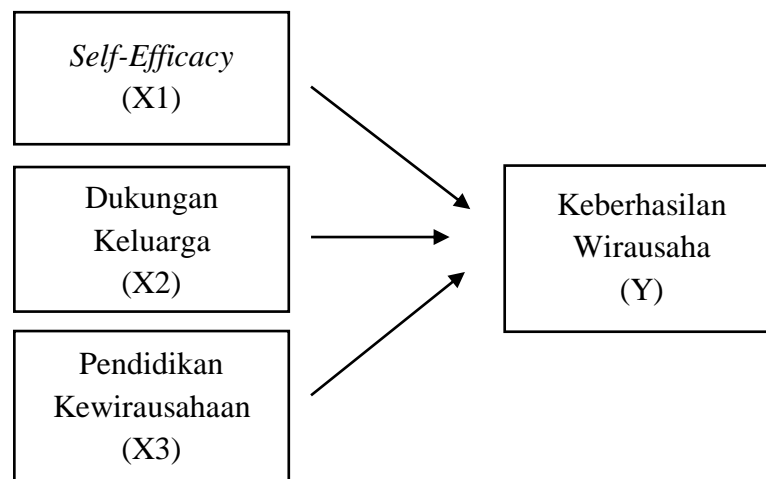 Self-Efficacy
(X1)
Dukungan
Keluarga
(X2)
Pendidikan
Kewirausahaan
(X3)
Keberhasilan
Wirausaha
(Y)